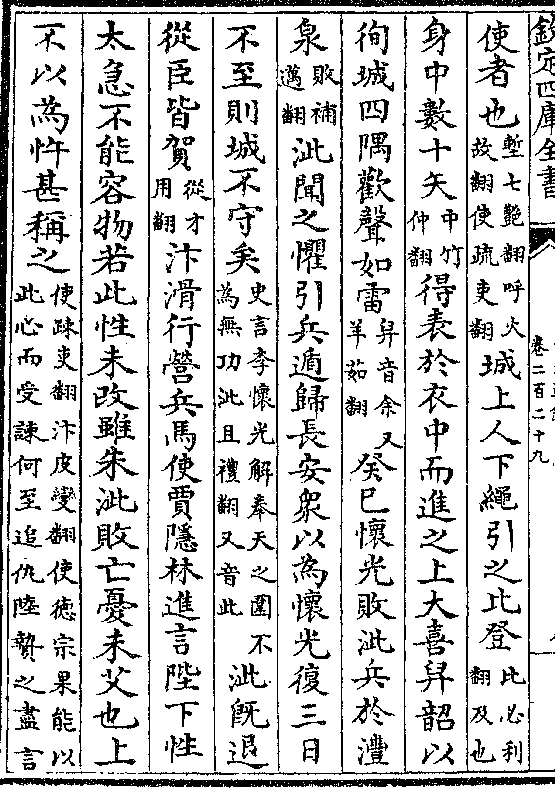 欽定四庫全書
卷二百二十九
使者也塹七艷翻呼火故翻使疏吏翻城上人下繩引之比登比必利翻及也
身中數十矢中竹仲翻得表於衣中而進之上大喜舁韶以
徇城四隅歡聲如雷舁音余又羊茹翻癸巳懷光敗泚兵於澧
泉敗補邁翻泚聞之懼引兵遁歸長安衆以為懷光復三日
不至則城不守矣史言李懷光解奉天之圍不為無功泚且禮翻又音此泚既退
從臣皆賀從才用翻汴滑行營兵馬使賈隱林進言陛下性
太急不能容物若此性未改雖朱泚敗亡憂未艾也上
不以為忤甚稱之使疎吏翻汴皮變翻使德宗果能以此心而受諫何至追仇陸贄之盡言